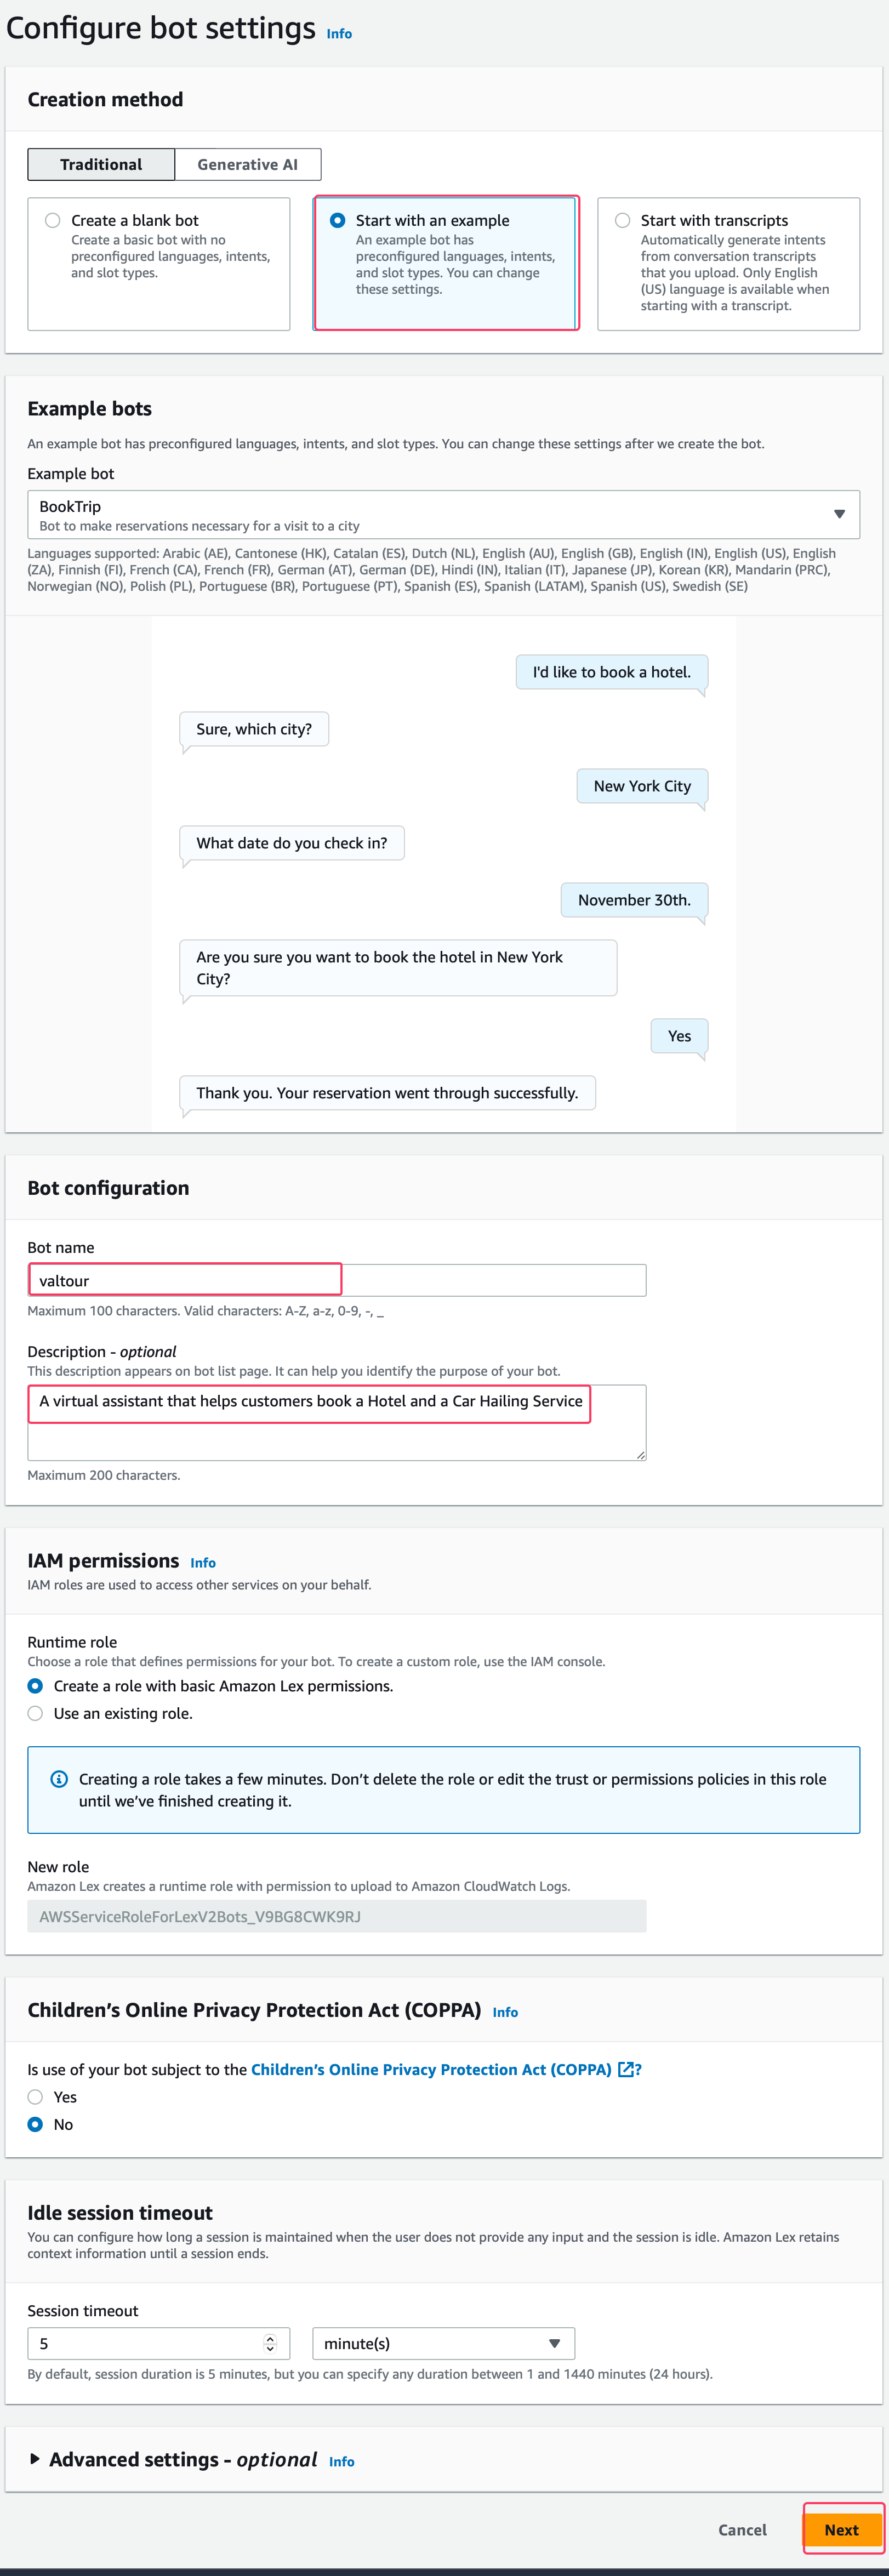 Configure bot settings Info
Creation method
Traditional
Generative AI
Create a blank bot
Create a basic bot with no
preconfigured languages, intents,
and slot types.
Start with an example
An example bot has
preconfigured languages, intents,
and slot types. You can change
these settings.
Start with transcripts
Automatically generate intents
from conversation transcripts
that you upload. Only English
(US) language is available when
starting with a transcript.
Example bots
An example bot has preconfigured languages, intents, and slot types. You can change these settings after we create the bot.
Example bot
BookTrip
Bot to make reservations necessary for a visit to a city
Languages supported: Arabic (AE), Cantonese (HK), Catalan (ES), Dutch (NL), English (AU), English (GB), English (IN), English (US), English
(ZA), Finnish (FI), French (CA), French (FR), German (AT), German (DE), Hindi (IN), Italian (IT), Japanese (JP), Korean (KR), Mandarin (PRC),
Norwegian (NO), Polish (PL), Portuguese (BR), Portuguese (PT), Spanish (ES), Spanish (LATAM), Spanish (US), Swedish (SE)
I'd like to book a hotel.
Sure, which city?
New York City
What date do you check in?
November 30th.
Are you sure you want to book the hotel in New York
City?
Yes
Thank you. Your reservation went through successfully.
Bot configuration
Bot name
valtour
Maximum 100 characters. Valid characters: A-Z, a-z, 0-9, -, _
Description - optional
This description appears on bot list page. It can help you identify the purpose of your bot.
A virtual assistant that helps customers book a Hotel and a Car Hailing Service
Maximum 200 characters.
IAM permissions Info
IAM roles are used to access other services on your behalf.
Runtime role
Choose a role that defines permissions for your bot. To create a custom role, use the IAM console.
Create a role with basic Amazon Lex permissions.
Use an existing role.
Creating a role takes a few minutes. Don’t delete the role or edit the trust or permissions policies in this role
until we’ve finished creating it.
New role
Amazon Lex creates a runtime role with permission to upload to Amazon CloudWatch Logs.
AWSServiceRoleForLexV2Bots_V9BG8CWK9RJ
Children’s Online Privacy Protection Act (COPPA) Info
Is use of your bot subject to the Children’s Online Privacy Protection Act (COPPA) ?
Yes
No
Idle session timeout
You can configure how long a session is maintained when the user does not provide any input and the session is idle. Amazon Lex retains
context information until a session ends.
Session timeout
5
minute(s)
By default, session duration is 5 minutes, but you can specify any duration between 1 and 1440 minutes (24 hours).
Advanced settings - optional Info
Cancel
Next